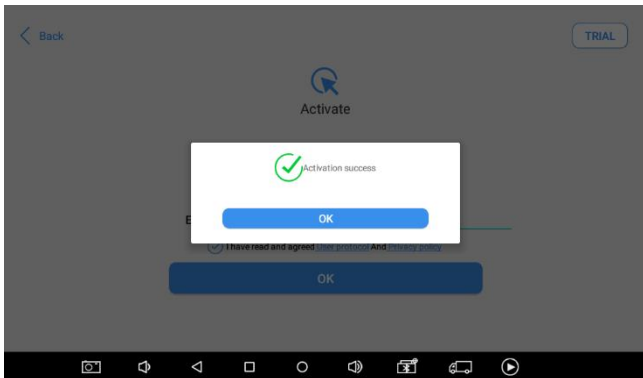 Back
TRIAL
Activate
Activation success
OK
E
I have read and agreed User protocol And Privacy policy
OK